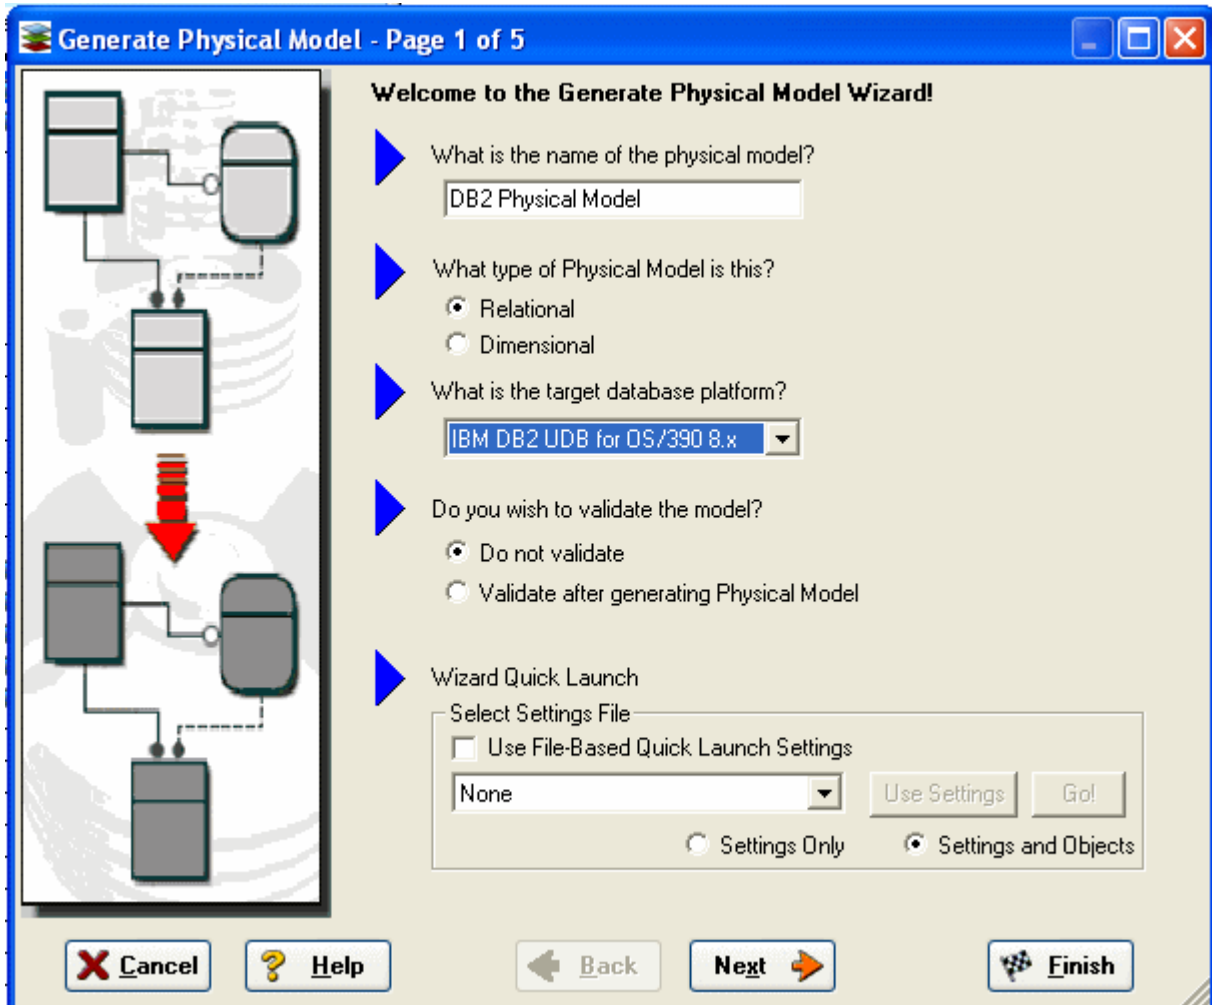 Generate Physical Model - Page 1 of 5
Welcome to the Generate Physical Model Wizard!
What is the name of the physical model?
DB2 Physical Model
What type of Physical Model is this?
Relational
Dimensional
What is the target database platform?
IBM DB2 UDB for OS/390 8.x
Do you wish to validate the model?
Do not validate
Validate after generating Physical Model
Wizard Quick Launch
Select Settings File
Use File-Based Quick Launch Settings
None
Use Settings
Go!
Settings Only
Settings and Objects
Cancel
Help
Back
Next
Finish